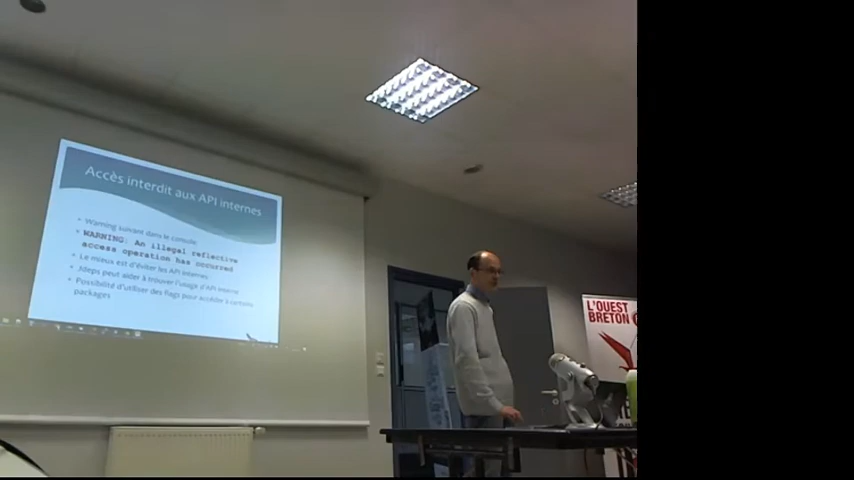 Accès interdit aux API internes
• Warning suivant dans le console:
• WARNING: An illegal reflective
access operation has occurred
• Le mieux est d'éviter les API internes
• Jdeps peut aider à trouver l'usage d'API interne
• Possibilité d'utiliser des flags pour accéder à certains
packages
L'OUEST
BRETON